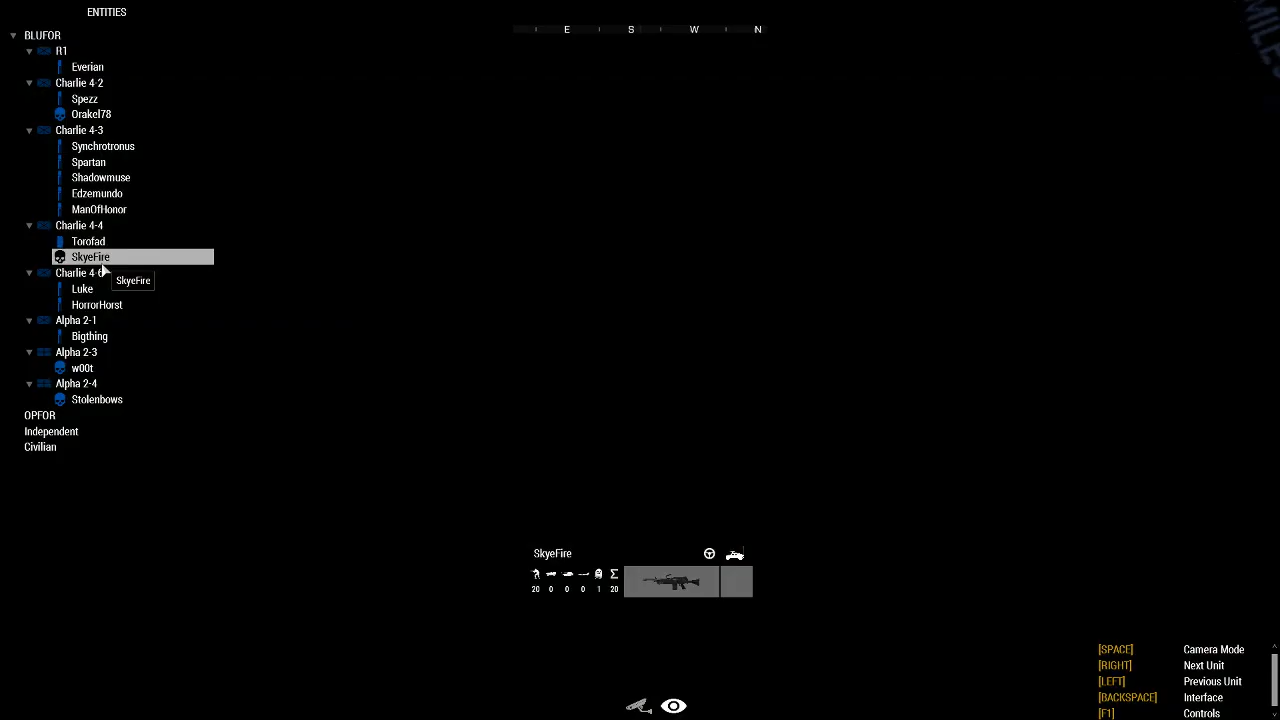 ENTITIES
BLUFOR
R1
Everian
Charlie 4-2
Spezz
Orakel78
Charlie 4-3
Synchrotronus
Spartan
Shadowmuse
Edzemundo
ManOfHonor
Charlie 4-4
Torofad
SkyeFire
Charlie 4-
SkyeFire
Luke
HorrorHorst
Alpha 2-1
Bigthing
Alpha 2-3
w00t
Alpha 2-4
Stolenbows
OPFOR
Independent
Civilian
E S W N
SkyeFire
20 0 0 0 1 20
[SPACE] Camera Mode
[RIGHT] Next Unit
[LEFT] Previous Unit
[BACKSPACE] Interface
[F1] Controls